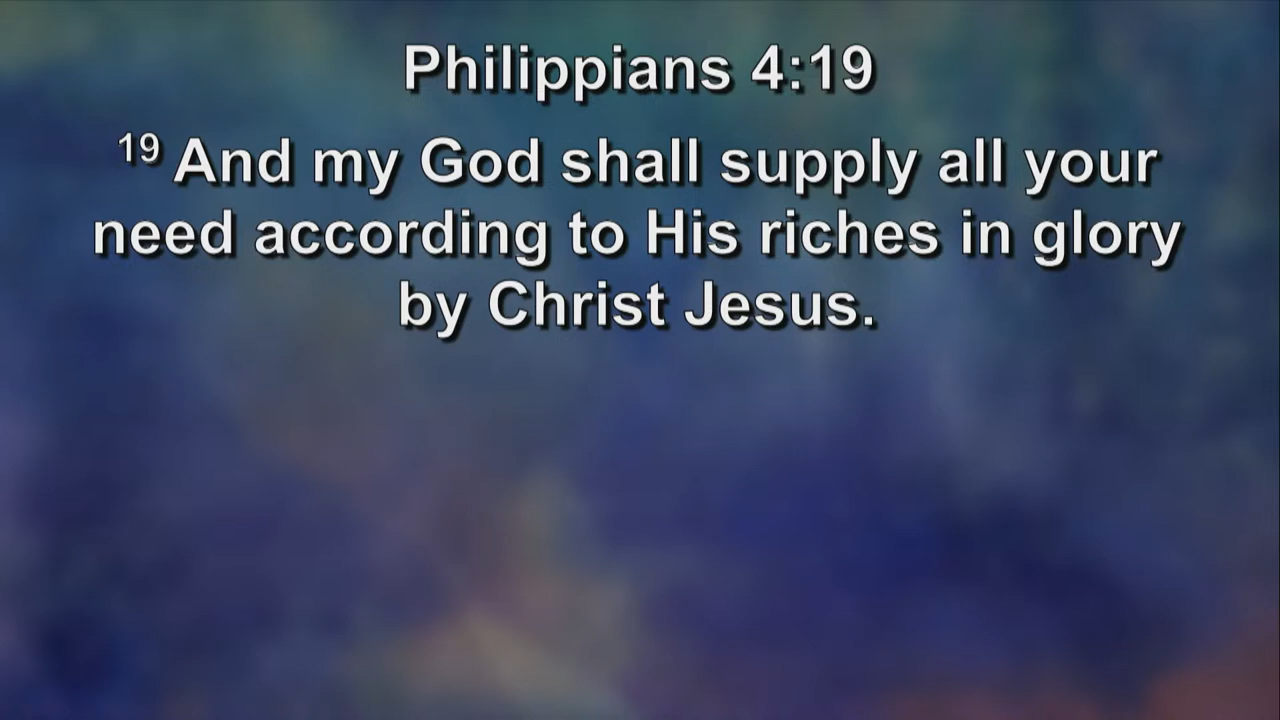 Philippians 4:19
19 And my God shall supply all your
need according to His riches in glory
by Christ Jesus.